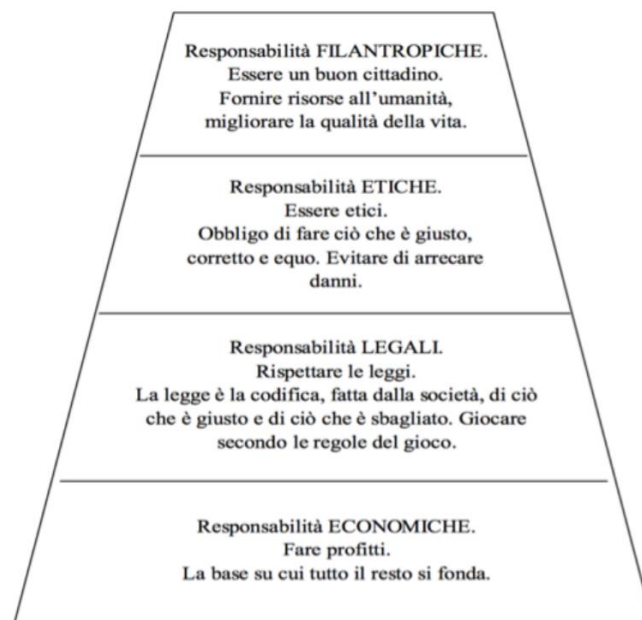 Responsabilità FILANTROPICHE.
Essere un buon cittadino.
Fornire risorse all'umanità,
migliorare la qualità della vita.
Responsabilità ETICHE.
Essere etici.
Obbligo di fare ciò che è giusto,
corretto e equo. Evitare di arrecare
danni.
Responsabilità LEGALI.
Rispettare le leggi.
La legge è la codifica, fatta dalla società, di ciò
che è giusto e di ciò che è sbagliato. Giocare
secondo le regole del gioco.
Responsabilità ECONOMICHE.
Fare profitti.
La base su cui tutto il resto si fonda.